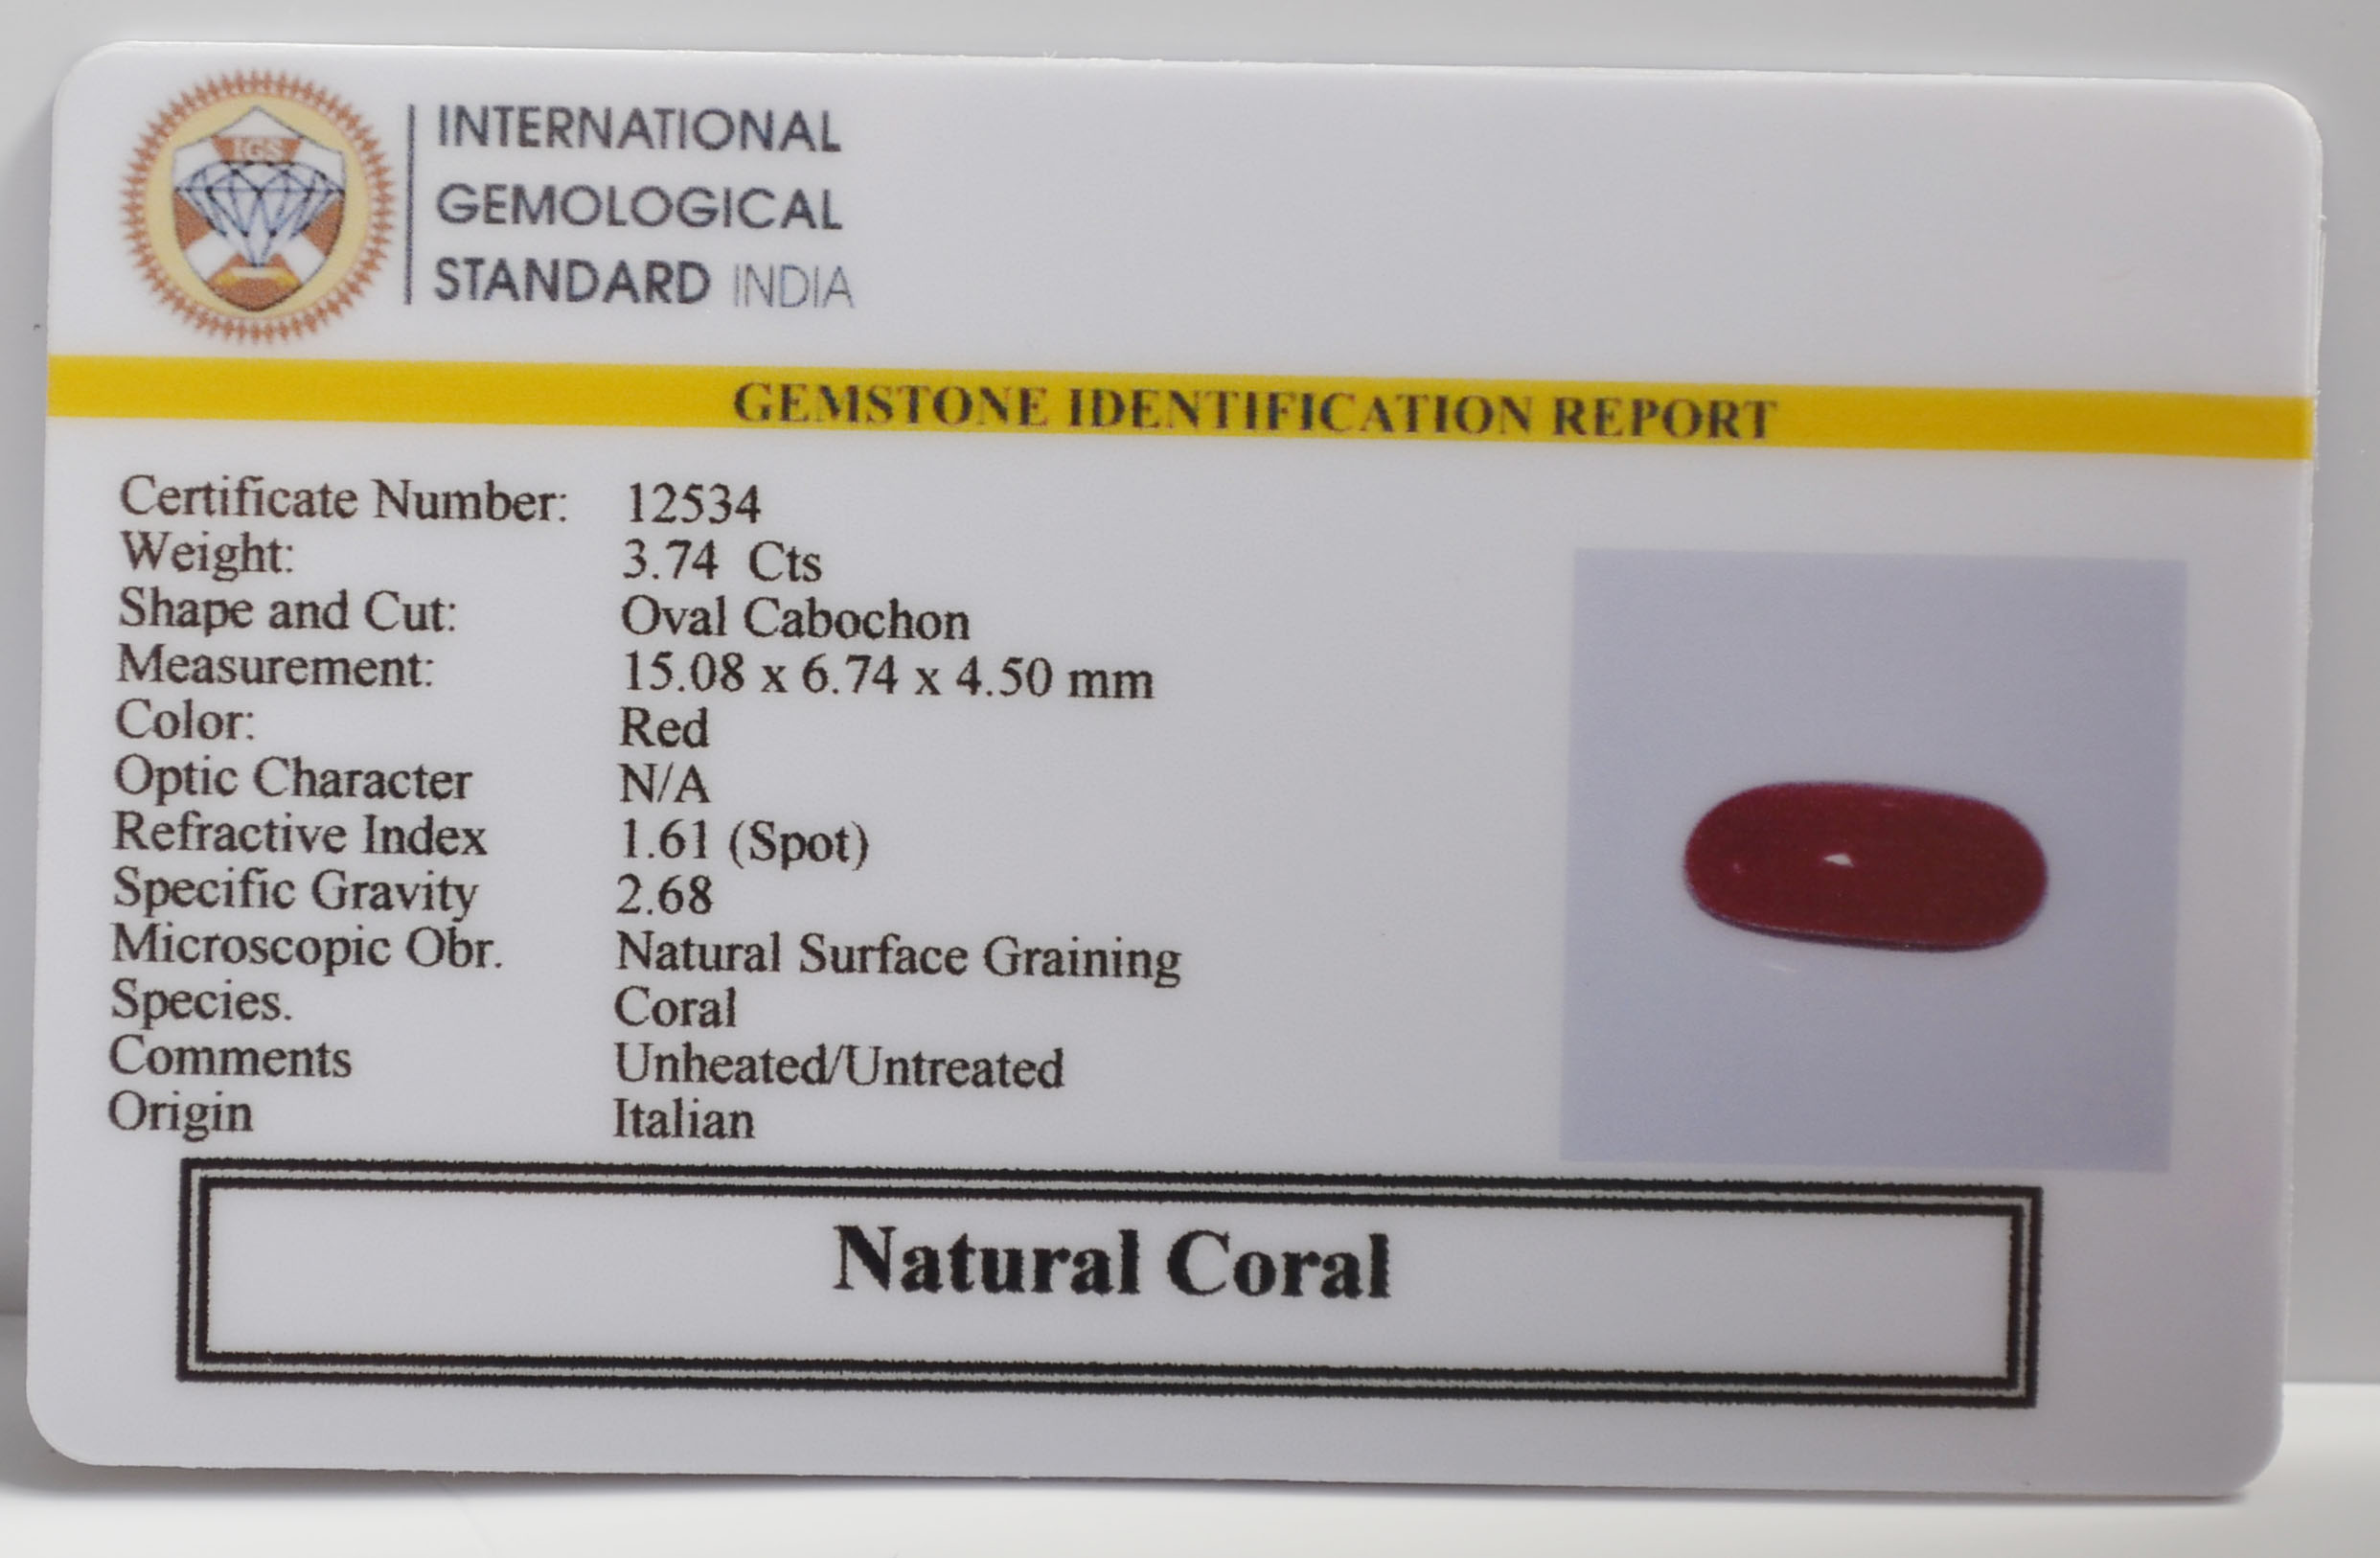 IGS
INTERNATIONAL
GEMOLOGICAL
STANDARD INDIA
GEMSTONE IDENTIFICATION REPORT
Certificate Number: 12534
Weight: 3.74 Cts
Shape and Cut: Oval Cabochon
Measurement: 15.08 x 6.74 x 4.50 mm
Color: Red
Optic Character N/A
Refractive Index 1.61 (Spot)
Specific Gravity 2.68
Microscopic Obr. Natural Surface Graining
Species. Coral
Comments Unheated/Untreated
Origin Italian
Natural Coral